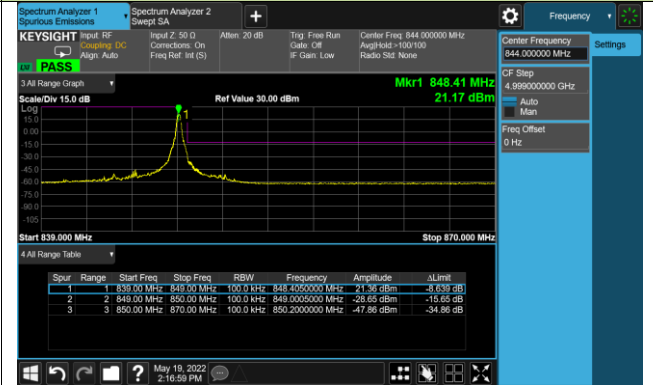 Spectrum Analyzer 1
Spurious Emissions
Spectrum Analyzer 2
Swept SA
+
Frequency
KEYSIGHT
Input: RF
Coupling: DC
Align: Auto
Input Z: 50 Ω
Corrections: On
Freq Ref: Int (S)
Atten: 20 dB
Trig: Free Run
Gate: Off
IF Gain: Low
Center Freq: 844.000000 MHz
Avg|Hold:>100/100
Radio Std: None
PASS
Center Frequency
844.000000 MHz
Settings
CF Step
4.999000000 GHz
Auto
Man
Freq Offset
0 Hz
3 All Range Graph
Mkr1 848.41 MHz
Scale/Div 15.0 dB
Ref Value 30.00 dBm
21.17 dBm
Log
15.0
0.00
-15.0
-30.0
-45.0
-60.0
-75.0
-90.0
-105
1
Start 839.000 MHz
Stop 870.000 MHz
4 All Range Table
Spur Range Start Freq Stop Freq RBW Frequency Amplitude ΔLimit
1 1 839.00 MHz 849.00 MHz 100.0 kHz 848.4050000 MHz 21.36 dBm -8.639 dB
2 2 849.00 MHz 850.00 MHz 100.0 kHz 849.0005000 MHz -28.65 dBm -15.65 dB
3 3 850.00 MHz 870.00 MHz 100.0 kHz 850.2000000 MHz -47.86 dBm -34.86 dB
?
May 19, 2022
2:16:59 PM